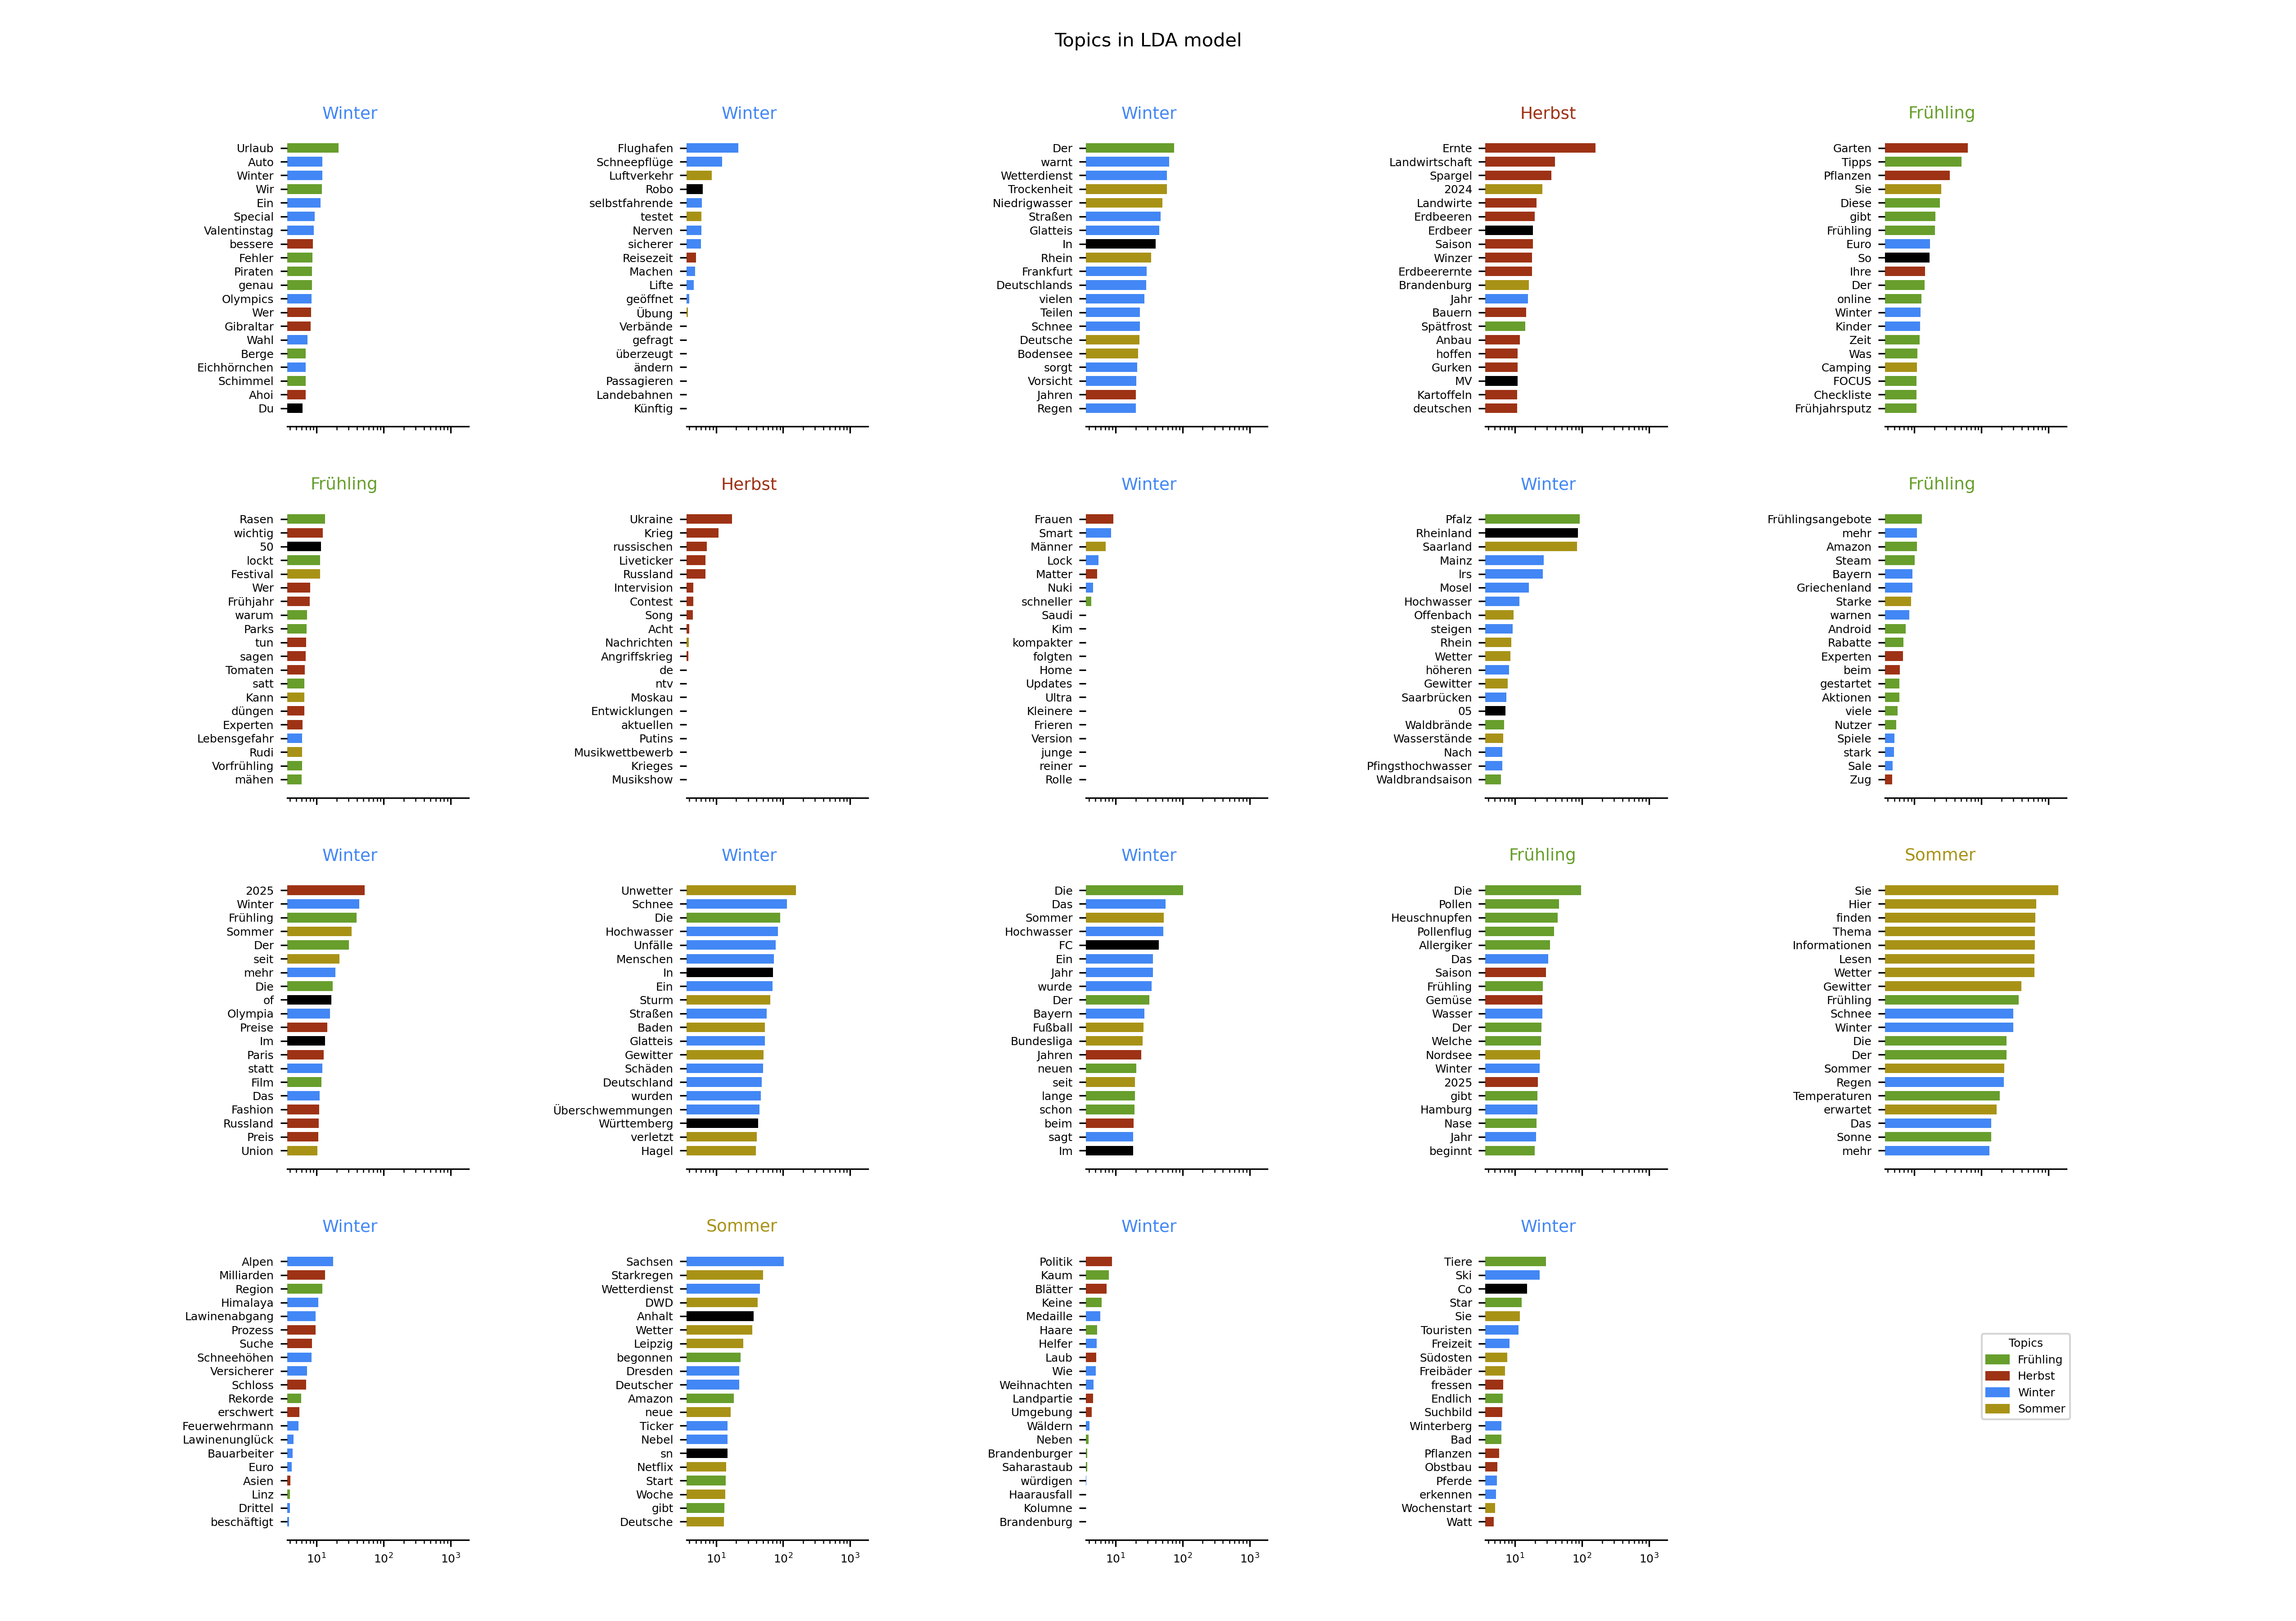 Topics in LDA model
Winter
Urlaub
Auto
Winter
Wir
Ein
Special
Valentinstag
bessere
Fehler
Piraten
genau
Olympics
Wer
Gibraltar
Wahl
Berge
Eichhörnchen
Schimmel
Ahoi
Du
Winter
Flughafen
Schneepflüge
Luftverkehr
Robo
selbstfahrende
testet
Nerven
sicherer
Reisezeit
Machen
Lifte
geöffnet
Übung
Verbände
gefragt
überzeugt
ändern
Passagieren
Landebahnen
Künftig
Winter
Der
warnt
Wetterdienst
Trockenheit
Niedrigwasser
Straßen
Glatteis
In
Rhein
Frankfurt
Deutschlands
vielen
Teilen
Schnee
Deutsche
Bodensee
sorgt
Vorsicht
Jahren
Regen
Herbst
Ernte
Landwirtschaft
Spargel
2024
Landwirte
Erdbeeren
Erdbeer
Saison
Winzer
Erdbeerernte
Brandenburg
Jahr
Bauern
Spätfrost
Anbau
hoffen
Gurken
MV
Kartoffeln
deutschen
Frühling
Garten
Tipps
Pflanzen
Sie
Diese
gibt
Frühling
Euro
So
Ihre
Der
online
Winter
Kinder
Zeit
Was
Camping
FOCUS
Checkliste
Frühjahrsputz
Frühling
Rasen
wichtig
50
lockt
Festival
Wer
Frühjahr
warum
Parks
tun
sagen
Tomaten
satt
Kann
düngen
Experten
Lebensgefahr
Rudi
Vorfrühling
mähen
Herbst
Ukraine
Krieg
russischen
Liveticker
Russland
Intervision
Contest
Song
Acht
Nachrichten
Angriffskrieg
de
ntv
Moskau
Entwicklungen
aktuellen
Putins
Musikwettbewerb
Krieges
Musikshow
Winter
Frauen
Smart
Männer
Lock
Matter
Nuki
schneller
Saudi
Kim
kompakter
folgten
Home
Updates
Ultra
Kleinere
Frieren
Version
junge
reiner
Rolle
Winter
Pfalz
Rheinland
Saarland
Mainz
lrs
Mosel
Hochwasser
Offenbach
steigen
Rhein
Wetter
höheren
Gewitter
Saarbrücken
05
Waldbrände
Wasserstände
Nach
Pfingsthochwasser
Waldbrandsaison
Frühling
Frühlingsangebote
mehr
Amazon
Steam
Bayern
Griechenland
Starke
warnen
Android
Rabatte
Experten
beim
gestartet
Aktionen
viele
Nutzer
Spiele
stark
Sale
Zug
Winter
2025
Winter
Frühling
Sommer
Der
seit
mehr
Die
of
Olympia
Preise
Im
Paris
statt
Film
Das
Fashion
Russland
Preis
Union
Winter
Unwetter
Schnee
Die
Hochwasser
Unfälle
Menschen
In
Ein
Sturm
Straßen
Baden
Glatteis
Gewitter
Schäden
Deutschland
wurden
Überschwemmungen
Württemberg
verletzt
Hagel
Winter
Die
Das
Sommer
Hochwasser
FC
Ein
Jahr
wurde
Der
Bayern
Fußball
Bundesliga
Jahren
neuen
seit
lange
schon
beim
sagt
Im
Frühling
Die
Pollen
Heuschnupfen
Pollenflug
Allergiker
Das
Saison
Frühling
Gemüse
Wasser
Der
Welche
Nordsee
Winter
2025
gibt
Hamburg
Nase
Jahr
beginnt
Sommer
Sie
Hier
finden
Thema
Informationen
Lesen
Wetter
Gewitter
Frühling
Schnee
Winter
Die
Der
Sommer
Regen
Temperaturen
erwartet
Das
Sonne
mehr
Winter
Alpen
Milliarden
Region
Himalaya
Lawinenabgang
Prozess
Suche
Schneehöhen
Versicherer
Schloss
Rekorde
erschwert
Feuerwehrmann
Lawinenunglück
Bauarbeiter
Euro
Asien
Linz
Drittel
beschäftigt
10¹ 10² 10³
Sommer
Sachsen
Starkregen
Wetterdienst
DWD
Anhalt
Wetter
Leipzig
begonnen
Dresden
Deutscher
Amazon
neue
Ticker
Nebel
sn
Netflix
Start
Woche
gibt
Deutsche
10¹ 10² 10³
Winter
Politik
Kaum
Blätter
Keine
Medaille
Haare
Helfer
Laub
Wie
Weihnachten
Landpartie
Umgebung
Wäldern
Neben
Brandenburger
Saharastaub
würdigen
Haarausfall
Kolumne
Brandenburg
10¹ 10² 10³
Winter
Tiere
Ski
Co
Star
Sie
Touristen
Freizeit
Südosten
Freibäder
fressen
Endlich
Suchbild
Winterberg
Bad
Pflanzen
Obstbau
Pferde
erkennen
Wochenstart
Watt
10¹ 10² 10³
Topics
Frühling
Herbst
Winter
Sommer